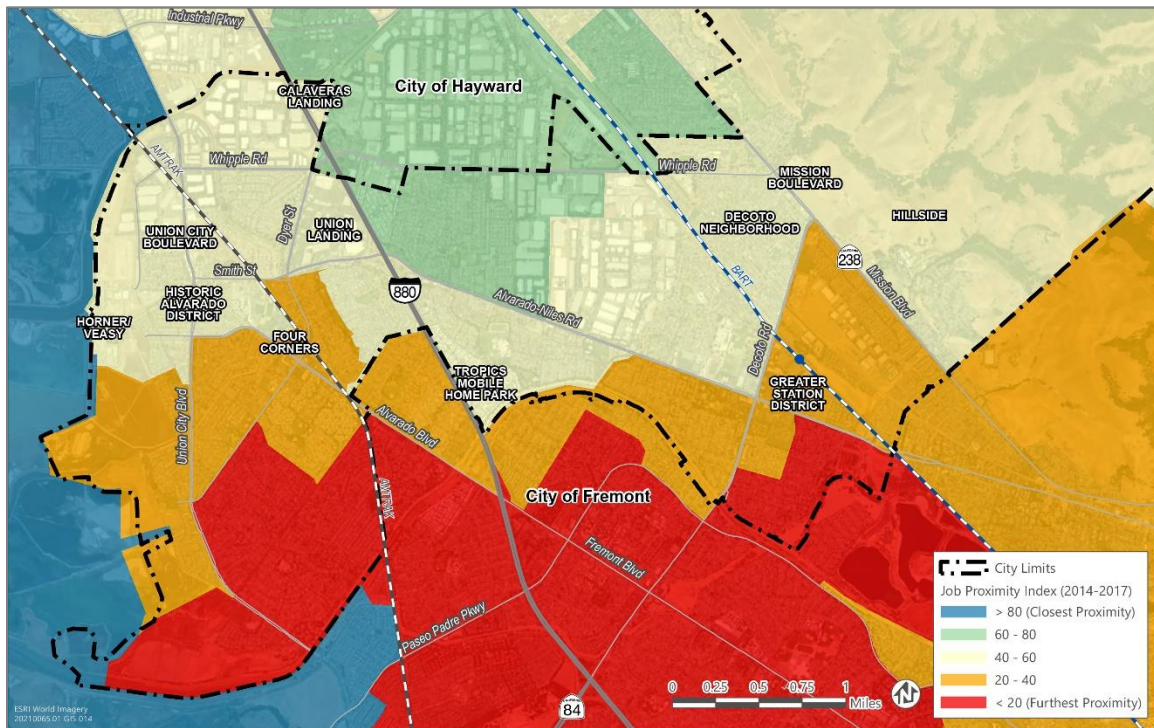 Industrial Pkwy
CALAVERAS
LANDING
City of Hayward
AMTRAK
Whipple Rd
Whipple Rd
MISSION
BOULEVARD
UNION CITY
BOULEVARD
Dyer St
UNION
LANDING
DECOTO
NEIGHBORHOOD
HILLSIDE
238
Mission Blvd
BART
Smith St
880
HISTORIC
ALVARADO
DISTRICT
Alvarado-Niles Rd
HORNER/
VEASY
FOUR
CORNERS
Decoto Rd
TROPICS
MOBILE
HOME PARK
GREATER
STATION
DISTRICT
Union City Blvd
Alvarado Blvd
AMTRAK
City of Fremont
Fremont Blvd
Paseo Padre Pkwy
84
0 0.25 0.5 0.75 1
Miles
N
City Limits
Job Proximity Index (2014-2017)
> 80 (Closest Proximity)
60 - 80
40 - 60
20 - 40
< 20 (Furthest Proximity)
ESRI World Imagery
20210065.01 GIS 014